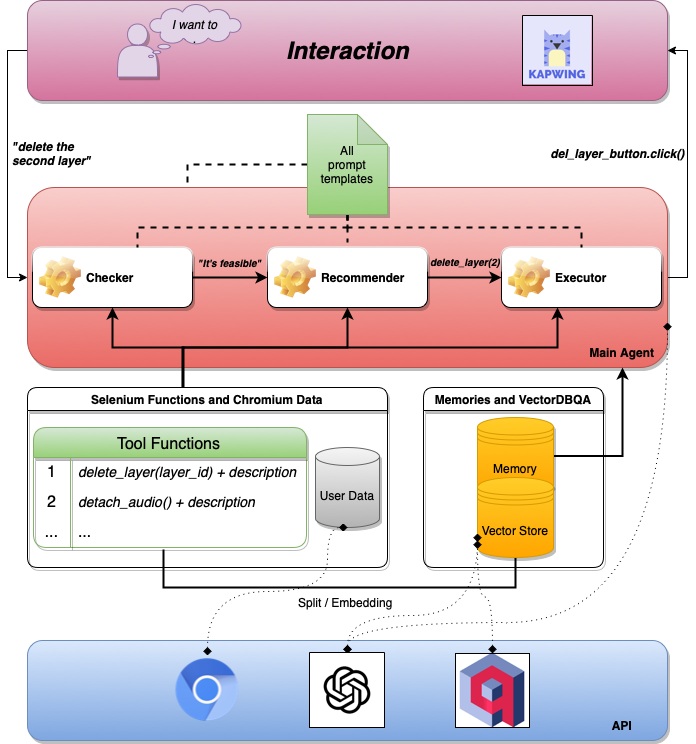 I want to
.
Interaction
KAPWING
"delete the
second layer"
All
prompt
templates
del_layer_button.click()
Checker
"It's feasible"
Recommender
delete_layer(2)
Executor
Main Agent
Selenium Functions and Chromium Data
Memories and VectorDBQA
Tool Functions
1 delete_layer(layer_id) + description
2 detach_audio() + description
... ...
User Data
Memory
Vector Store
Split / Embedding
API